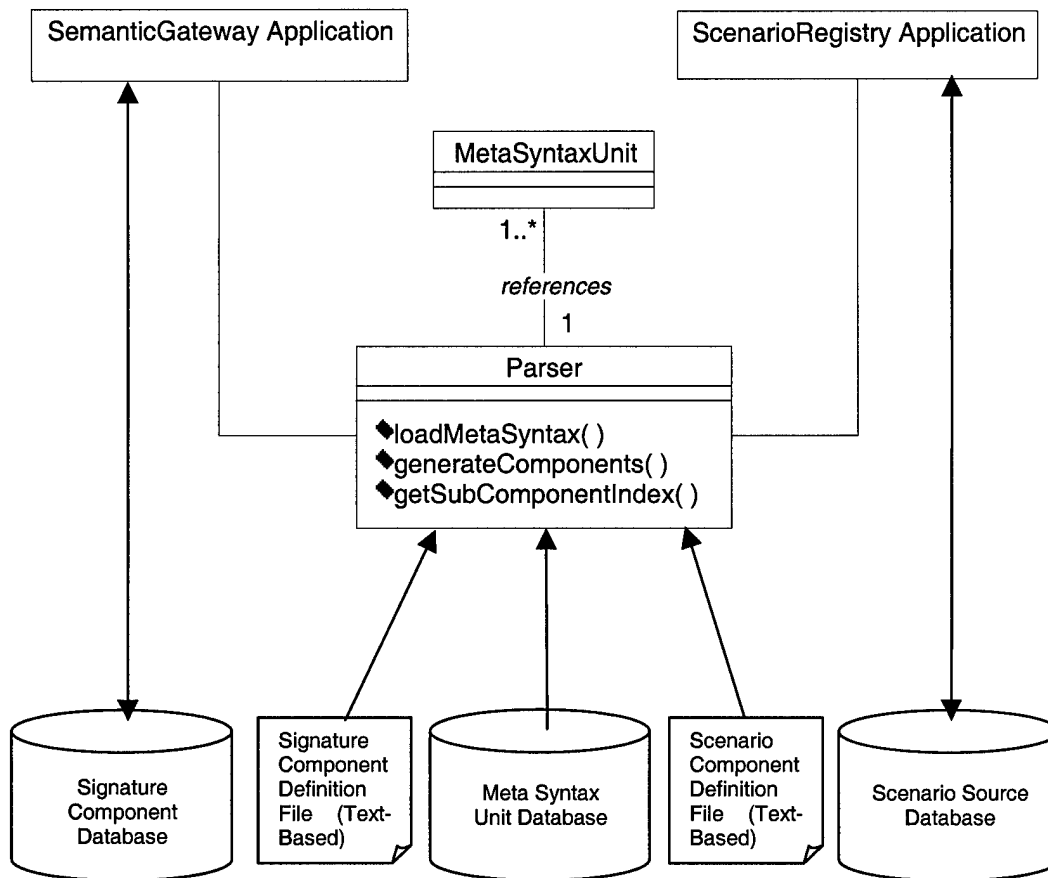 SemanticGateway Application
ScenarioRegistry Application
MetaSyntaxUnit
1..*
references
1
Parser
loadMetaSyntax( )
generateComponents( )
getSubComponentIndex( )
Signature
Component
Database
Signature
Component
Definition
File (Text-
Based)
Meta Syntax
Unit Database
Scenario
Component
Definition
File (Text-
Based)
Scenario Source
Database